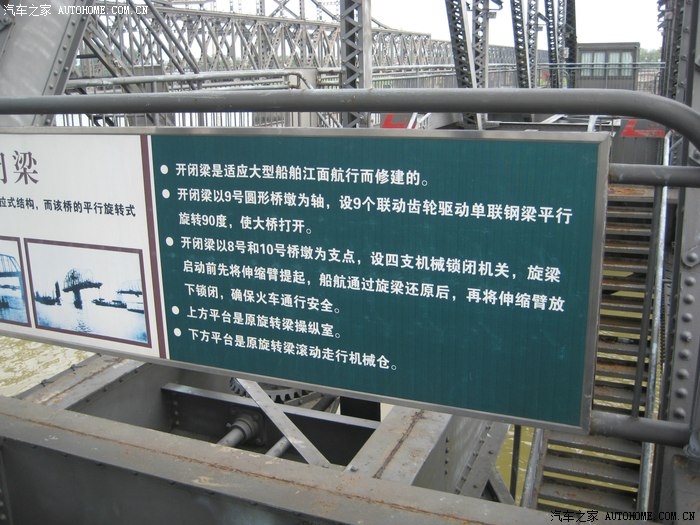 汽车之家 AUTOHOME.COM.CN
汽车之家 AUTOHOME.COM.CN
闭梁
拉式结构，而该桥的平行旋转式
● 开闭梁是适应大型船舶江面航行而修建的。
● 开闭梁以9号圆形桥墩为轴，设9个联动齿轮驱动单联钢梁平行
旋转90度，使大桥打开。
● 开闭梁以8号和10号桥墩为支点，设四支机械锁闭机关，旋梁
启动前先将伸缩臂提起，船航通过旋梁还原后，再将伸缩臂放
下锁闭，确保火车通行安全。
● 上方平台是原旋转梁操纵室。
● 下方平台是原旋转梁滚动走行机械仓。
汽车之家 AUTOHOME.COM.CN